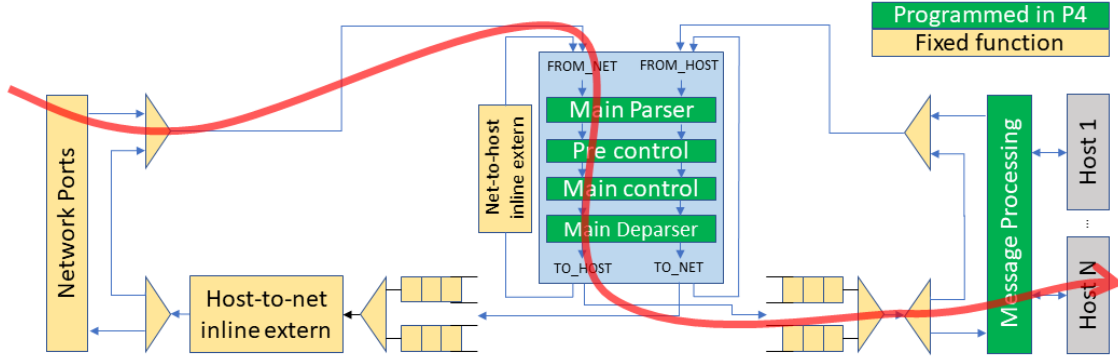 Programmed in P4
Fixed function
FROM_NET
FROM_HOST
Main Parser
Pre control
Main control
Main Deparser
TO_HOST
TO_NET
Net-to-host
inline extern
Network Ports
Host-to-net
inline extern
Message Processing
Host 1
...
Host N